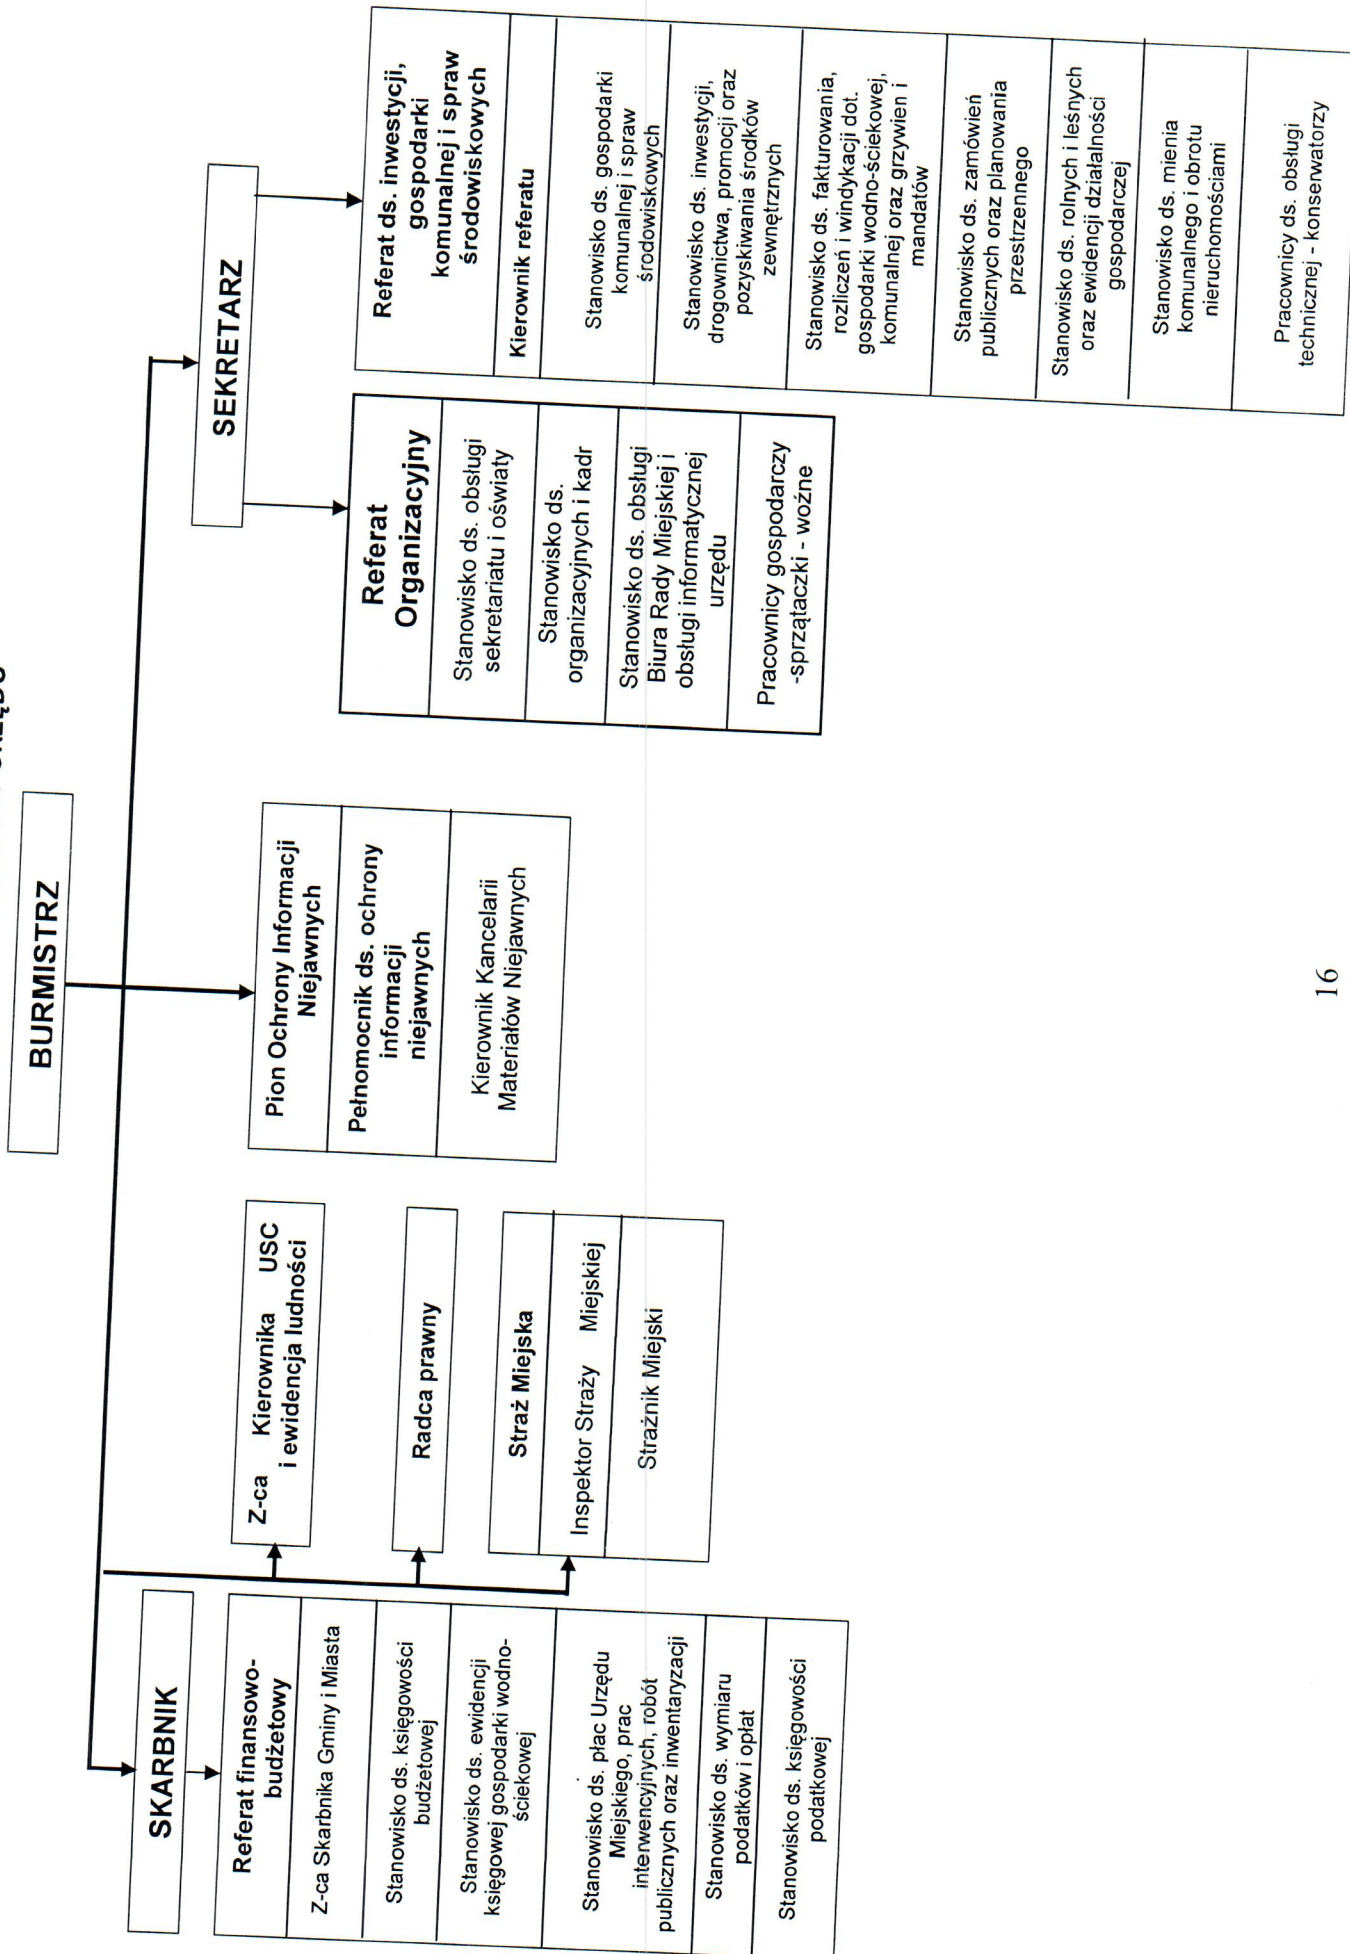 BURMISTRZ
SKARBNIK
Referat finansowo-
budżetowy
Z-ca Skarbnika Gminy i Miasta
Stanowisko ds. księgowości
budżetowej
Stanowisko ds. ewidencji
księgowej gospodarki wodno-
ściekowej
Stanowisko ds. płac Urzędu
Miejskiego, prac
interwencyjnych, robót
publicznych oraz inwentaryzacji
Stanowisko ds. wymiaru
podatków i opłat
Stanowisko ds. księgowości
podatkowej
Z-ca Kierownika USC
i ewidencja ludności
Radca prawny
Straż Miejska
Inspektor Straży Miejskiej
Strażnik Miejski
Pion Ochrony Informacji
Niejawnych
Pełnomocnik ds. ochrony
informacji
niejawnych
Kierownik Kancelarii
Materiałów Niejawnych
SEKRETARZ
Referat
Organizacyjny
Stanowisko ds. obsługi
sekretariatu i oświaty
Stanowisko ds.
organizacyjnych i kadr
Stanowisko ds. obsługi
Biura Rady Miejskiej i
obsługi informatycznej
urzędu
Pracownicy gospodarczy
-sprzątaczki - woźne
Referat ds. inwestycji,
gospodarki
komunalnej i spraw
środowiskowych
Kierownik referatu
Stanowisko ds. gospodarki
komunalnej i spraw
środowiskowych
Stanowisko ds. inwestycji,
drogownictwa, promocji oraz
pozyskiwania środków
zewnętrznych
Stanowisko ds. fakturowania,
rozliczeń i windykacji dot.
gospodarki wodno-ściekowej,
komunalnej oraz grzywien i
mandatów
Stanowisko ds. zamówień
publicznych oraz planowania
przestrzennego
Stanowisko ds. rolnych i leśnych
oraz ewidencji działalności
gospodarczej
Stanowisko ds. mienia
komunalnego i obrotu
nieruchomościami
Pracownicy ds. obsługi
technicznej - konserwatorzy
16